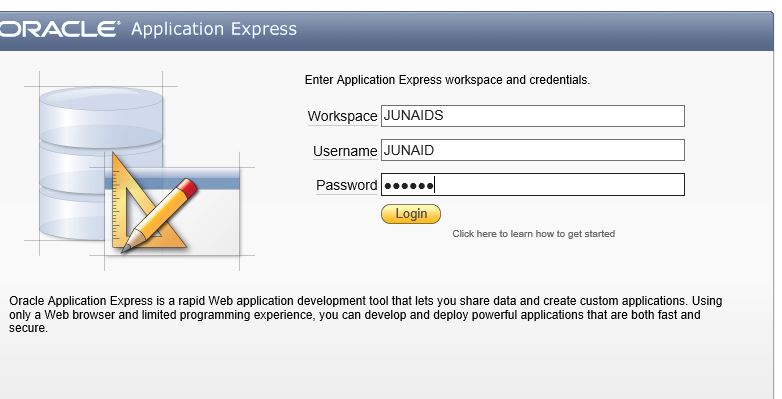 ORACLE Application Express
Enter Application Express workspace and credentials.
Workspace JUNAIDS
Username JUNAID
Password ••••••
Login
Click here to learn how to get started
Oracle Application Express is a rapid Web application development tool that lets you share data and create custom applications. Using
only a Web browser and limited programming experience, you can develop and deploy powerful applications that are both fast and
secure.